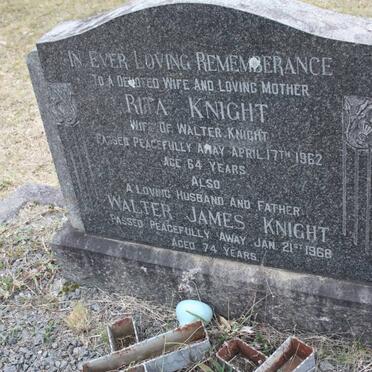 In Ever Loving Rememberance
To A Devoted Wife And Loving Mother
Rita Knight
Wife Of Walter Knight
Passed Peacefully Away April 17th 1962
Age 64 Years
Also
A Loving Husband And Father
Walter James Knight
Passed Peacefully Away Jan. 21st 1968
Aged 74 Years